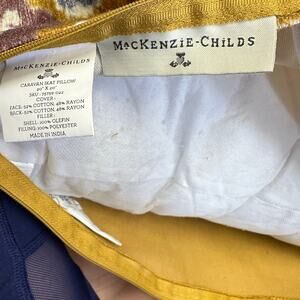 MACKENZIE-CHILDS
CARAVAN IKAT PILLOW
20" X 20"
COVER:
FACE: 52% COTTON, 48% RAYON
BACK: 52% COTTON, 48% RAYON
FILLER:
SHELL: 100% OLEFIN
FILLING: 100% POLYESTER
MADE IN INDIA
MACKENZIE-CHILDS